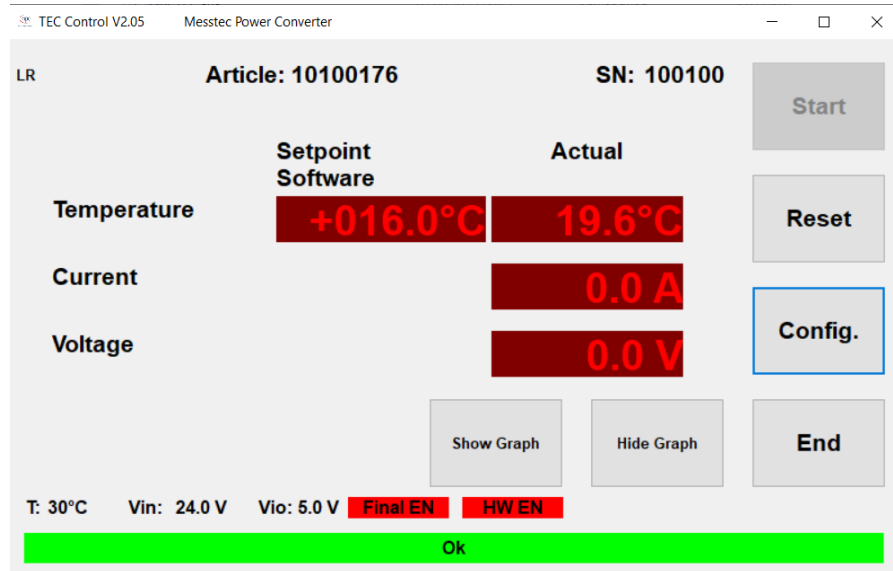 TEC Control V2.05 Messtec Power Converter
LR Article: 10100176 SN: 100100
Start
Setpoint Software Actual
Temperature +016.0°C 19.6°C
Reset
Current 0.0 A
Config.
Voltage 0.0 V
Show Graph Hide Graph End
T: 30°C Vin: 24.0 V Vio: 5.0 V Final EN HW EN
Ok